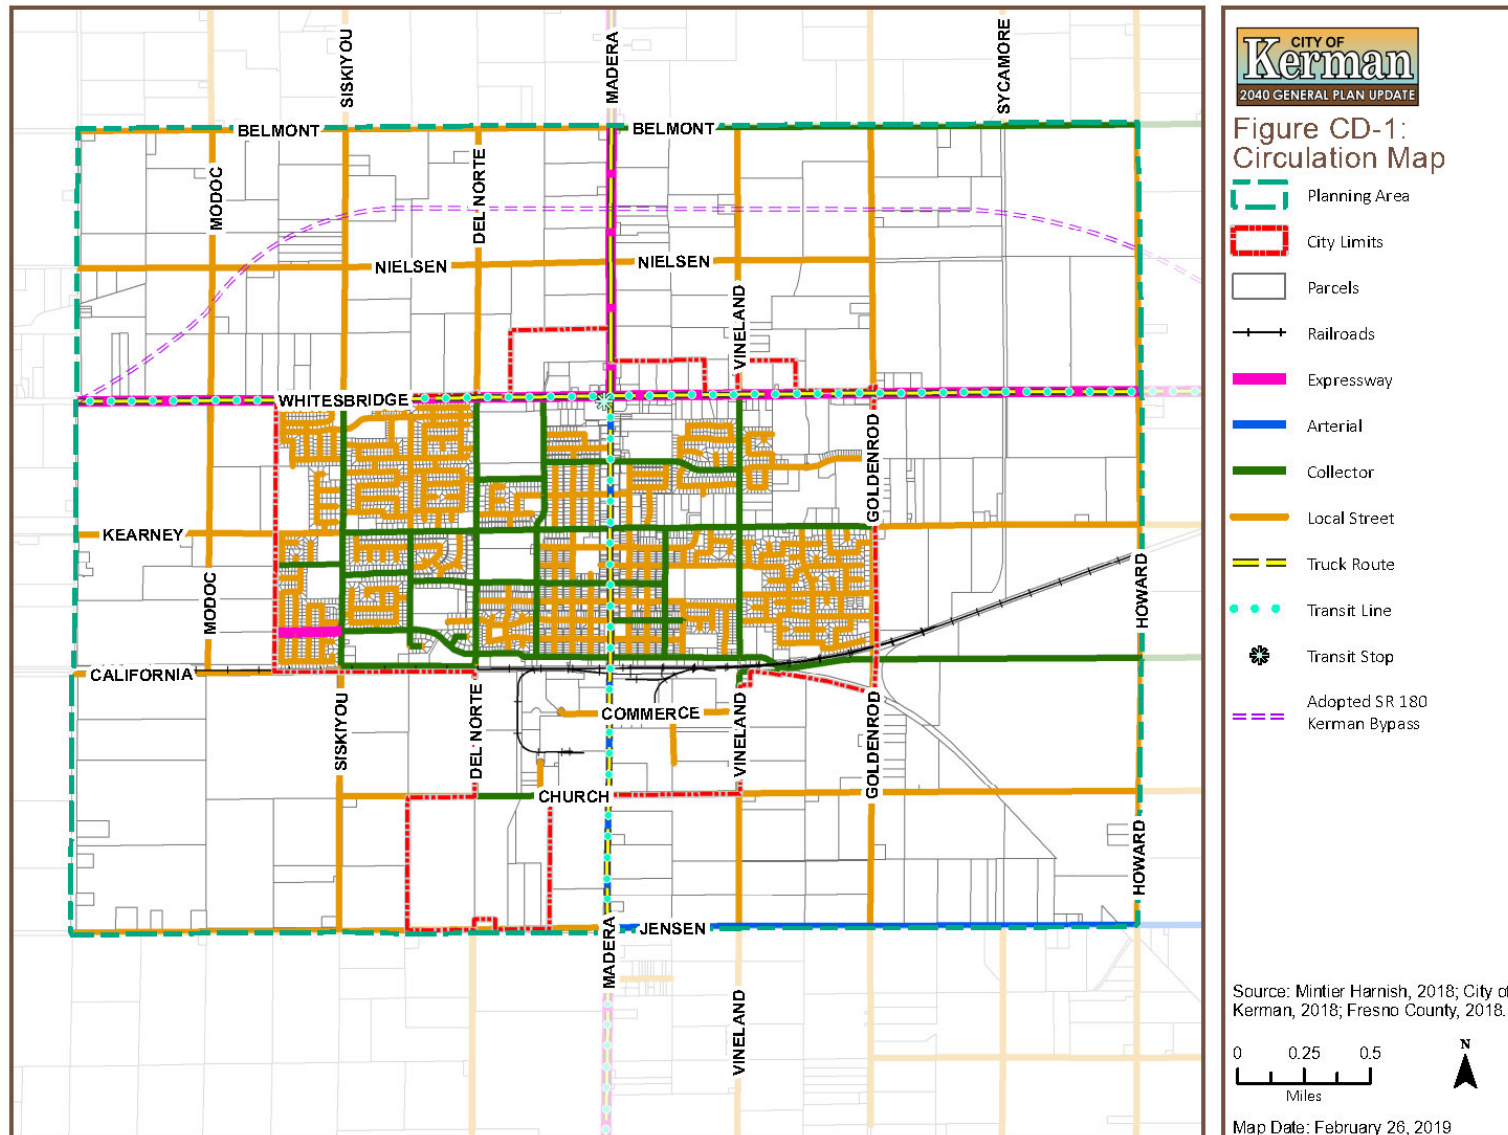 SISKIYOU
MADERA
SYCAMORE
BELMONT
BELMONT
MODOC
DEL NORTE
NIELSEN
NIELSEN
VINELAND
WHITESBRIDGE
GOLDENROD
KEARNEY
MODOC
HOWARD
CALIFORNIA
SISKIYOU
DEL NORTE
COMMERCE
VINELAND
GOLDENROD
CHURCH
HOWARD
MADERA
JENSEN
VINELAND
CITY OF
Kerman
2040 GENERAL PLAN UPDATE
Figure CD-1:
Circulation Map
Planning Area
City Limits
Parcels
Railroads
Expressway
Arterial
Collector
Local Street
Truck Route
Transit Line
Transit Stop
Adopted SR 180
Kerman Bypass
Source: Mintier Harnish, 2018; City of
Kerman, 2018; Fresno County, 2018.
0 0.25 0.5
Miles
N
Map Date: February 26, 2019